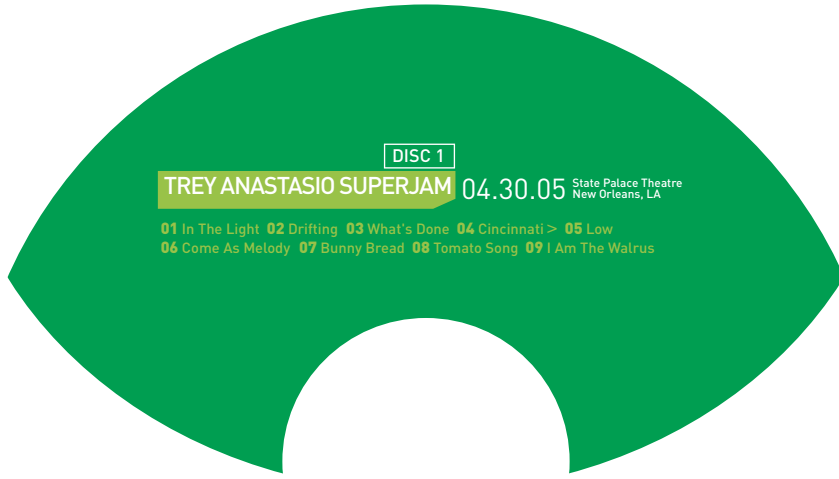 DISC 1
TREY ANASTASIO SUPERJAM 04.30.05 State Palace Theatre
New Orleans, LA
01 In The Light 02 Drifting 03 What's Done 04 Cincinnati > 05 Low
06 Come As Melody 07 Bunny Bread 08 Tomato Song 09 I Am The Walrus